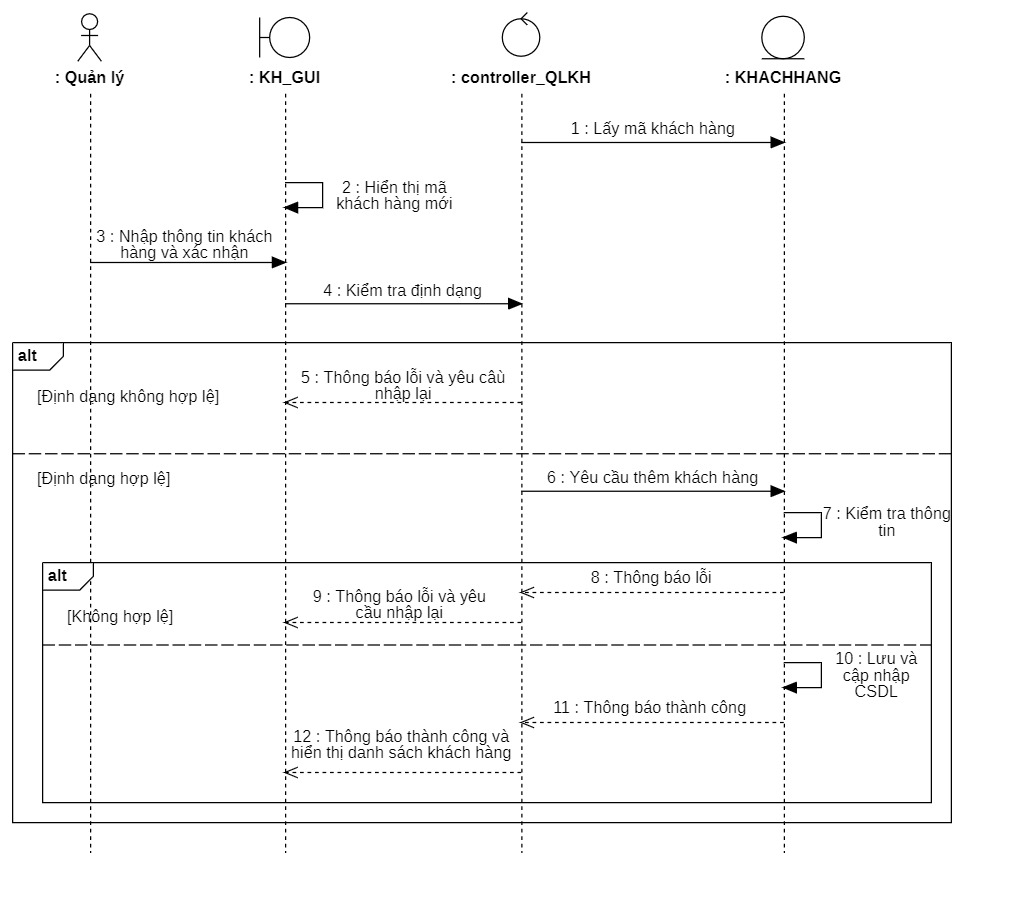 : Quản lý
: KH_GUI
: controller_QLKH
: KHACHHANG
1 : Lấy mã khách hàng
2 : Hiển thị mã
khách hàng mới
3 : Nhập thông tin khách
hàng và xác nhận
4 : Kiểm tra định dạng
alt
5 : Thông báo lỗi và yêu câù
nhập lại
[Định dạng không hợp lệ]
[Định dạng hợp lệ]
6 : Yêu cầu thêm khách hàng
7 : Kiểm tra thông
tin
alt
8 : Thông báo lỗi
9 : Thông báo lỗi và yêu
cầu nhập lại
[Không hợp lệ]
10 : Lưu và
cập nhập
CSDL
11 : Thông báo thành công
12 : Thông báo thành công và
hiển thị danh sách khách hàng